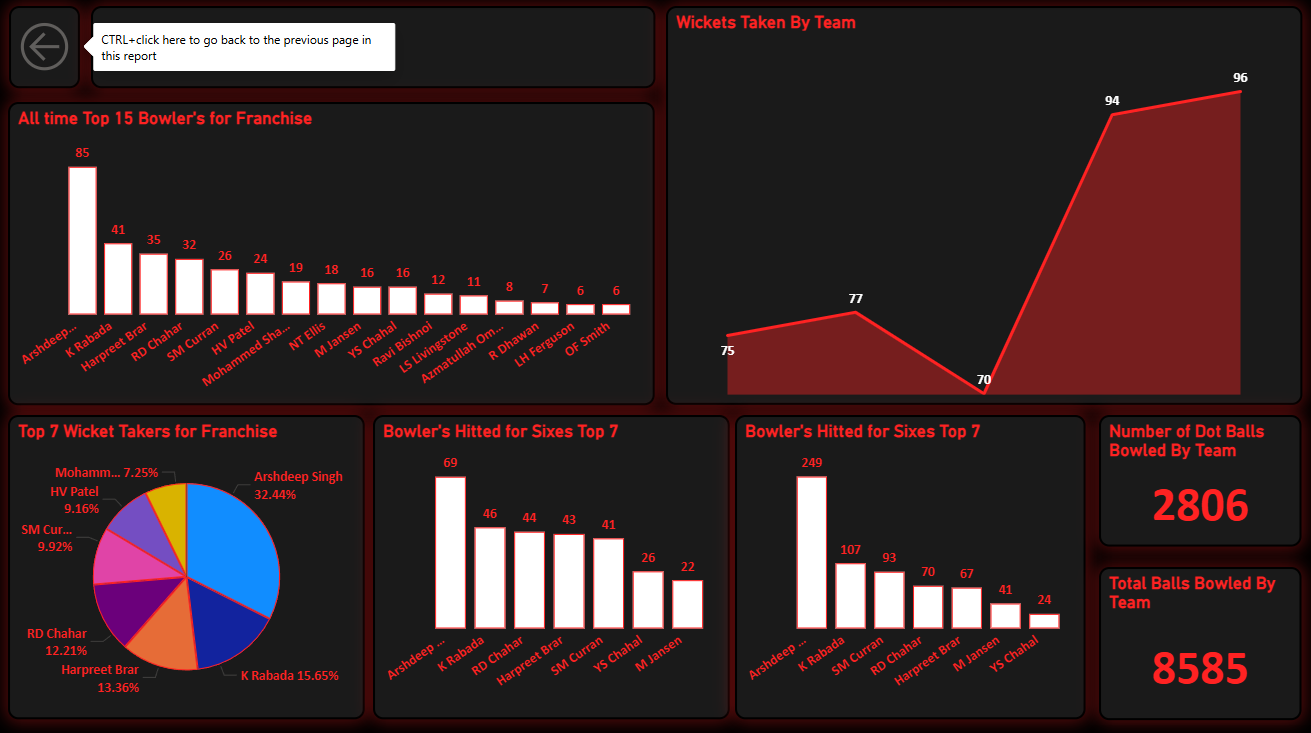 CTRL+click here to go back to the previous page in
this report
Wickets Taken By Team
75
77
70
94
96
All time Top 15 Bowler's for Franchise
85
41
35
32
26
24
19
18
16
16
12
11
8
7
6
6
Arshdeep...
K Rabada
Harpreet Brar
RD Chahar
SM Curran
HV Patel
Mohammed Sha...
NT Ellis
M Jansen
YS Chahal
Ravi Bishnoi
LS Livingstone
Azmatullah Om...
R Dhawan
LH Ferguson
OF Smith
Top 7 Wicket Takers for Franchise
Mohamm... 7.25%
Arshdeep Singh
32.44%
HV Patel
9.16%
SM Cur...
9.92%
RD Chahar
12.21%
Harpreet Brar
13.36%
K Rabada 15.65%
Bowler's Hitted for Sixes Top 7
69
46
44
43
41
26
22
Arshdeep ...
K Rabada
RD Chahar
Harpreet Brar
SM Curran
YS Chahal
M Jansen
Bowler's Hitted for Sixes Top 7
249
107
93
70
67
41
24
Arshdeep ...
K Rabada
SM Curran
RD Chahar
Harpreet Brar
M Jansen
YS Chahal
Number of Dot Balls
Bowled By Team
2806
Total Balls Bowled By
Team
8585